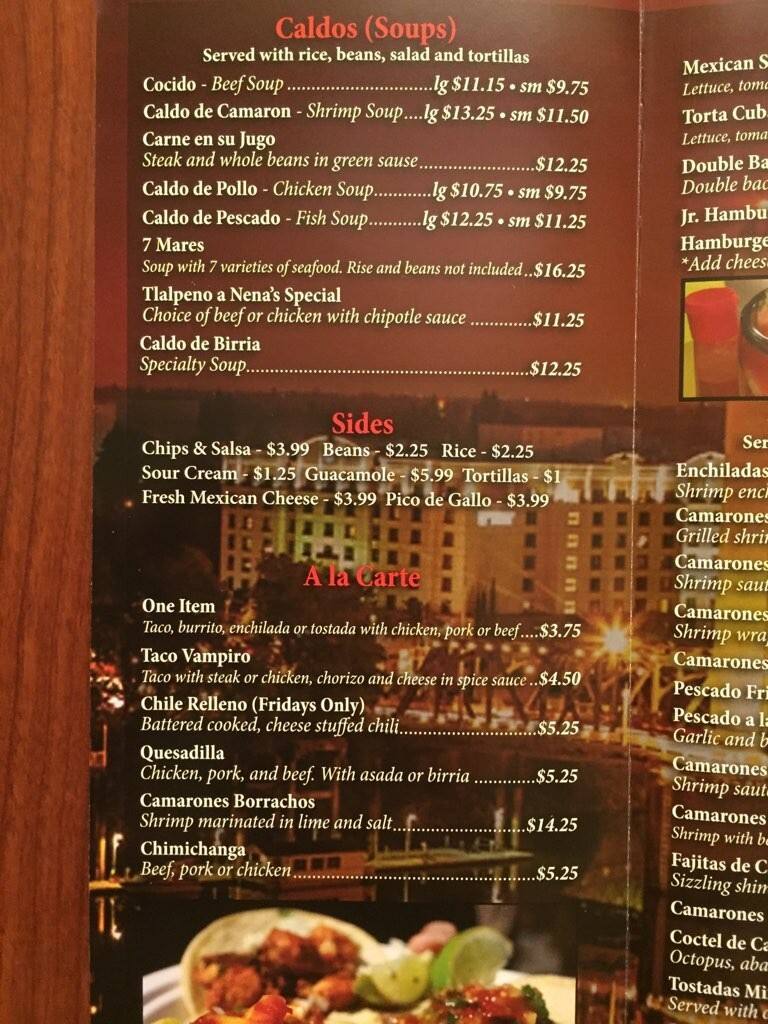 Caldos (Soups)
Served with rice, beans, salad and tortillas
Cocido - Beef Soup ..............................lg $11.15 • sm $9.75
Caldo de Camaron - Shrimp Soup....lg $13.25 • sm $11.50
Carne en su Jugo
Steak and whole beans in green sause........................$12.25
Caldo de Pollo - Chicken Soup............lg $10.75 • sm $9.75
Caldo de Pescado - Fish Soup...........lg $12.25 • sm $11.25
7 Mares
Soup with 7 varieties of seafood. Rise and beans not included..$16.25
Tlalpeno a Nena's Special
Choice of beef or chicken with chipotle sauce .............$11.25
Caldo de Birria
Specialty Soup...........................................................$12.25
Sides
Chips & Salsa - $3.99 Beans - $2.25 Rice - $2.25
Sour Cream - $1.25 Guacamole - $5.99 Tortillas - $1
Fresh Mexican Cheese - $3.99 Pico de Gallo - $3.99
A la Carte
One Item
Taco, burrito, enchilada or tostada with chicken, pork or beef....$3.75
Taco Vampiro
Taco with steak or chicken, chorizo and cheese in spice sauce ..$4.50
Chile Relleno (Fridays Only)
Battered cooked, cheese stuffed chili.............................$5.25
Quesadilla
Chicken, pork, and beef. With asada or birria .............$5.25
Camarones Borrachos
Shrimp marinated in lime and salt............................$14.25
Chimichanga
Beef, pork or chicken..................................................$5.25
Mexican S
Lettuce, toma
Torta Cub
Lettuce, toma
Double Ba
Double bac
Jr. Hambu
Hamburge
*Add chees
Ser
Enchiladas
Shrimp ench
Camarones
Grilled shrim
Camarones
Shrimp saut
Camarones
Shrimp wrap
Camarones
Pescado Fri
Pescado a la
Garlic and b
Camarones
Shrimp saut
Camarones
Shrimp with b
Fajitas de C
Sizzling shim
Camarones
Coctel de Ca
Octopus, aba
Tostadas Mi
Served with